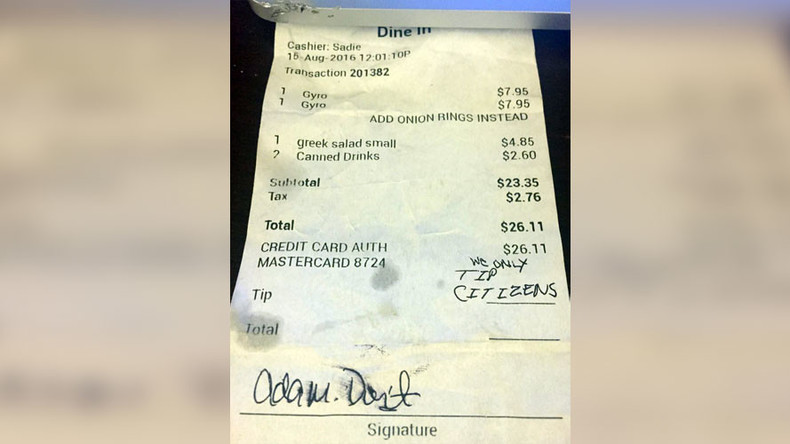 Dine In
Cashier: Sadie
15-Aug-2016 12:01:10P
Transaction 201382
1 Gyro $7.95
1 Gyro $7.95
ADD ONION RINGS INSTEAD
1 greek salad small $4.85
2 Canned Drinks $2.60
Subtotal $23.35
Tax $2.76
Total $26.11
CREDIT CARD AUTH $26.11
MASTERCARD 8724
WE ONLY
TIP
CITIZENS
Tip
Total
Adam.
Signature